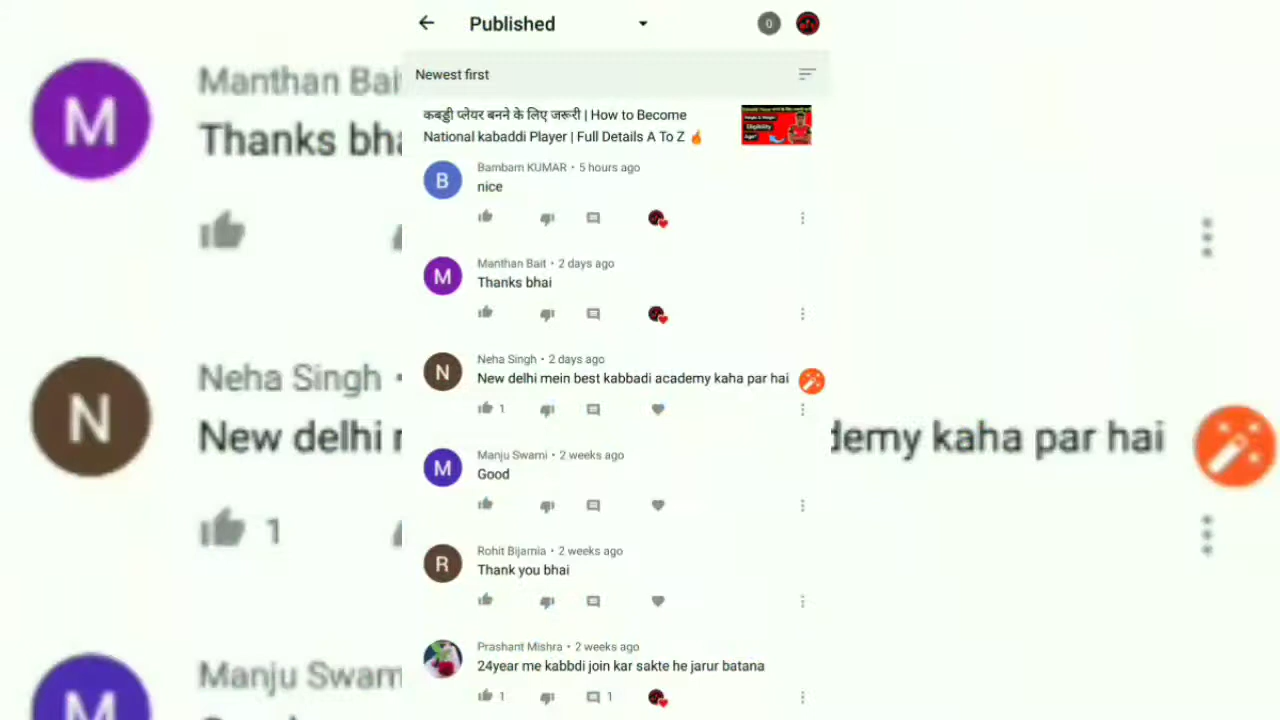 Published
0
Newest first
कबड्डी प्लेयर बनने के लिए जरूरी | How to Become
National kabaddi Player | Full Details A To Z 🔥
Eligibility
B
Bambam KUMAR • 5 hours ago
nice
M
Manthan Bait • 2 days ago
Thanks bhai
N
Neha Singh • 2 days ago
New delhi mein best kabbadi academy kaha par hai
1
M
Manju Swami • 2 weeks ago
Good
R
Rohit Bijarnia • 2 weeks ago
Thank you bhai
Prashant Mishra • 2 weeks ago
24year me kabbdi join kar sakte he jarur batana
1
1
M
Manthan Bai
Thanks bha
N
Neha Singh •
New delhi
demy kaha par hai
1
M
Manju Swam